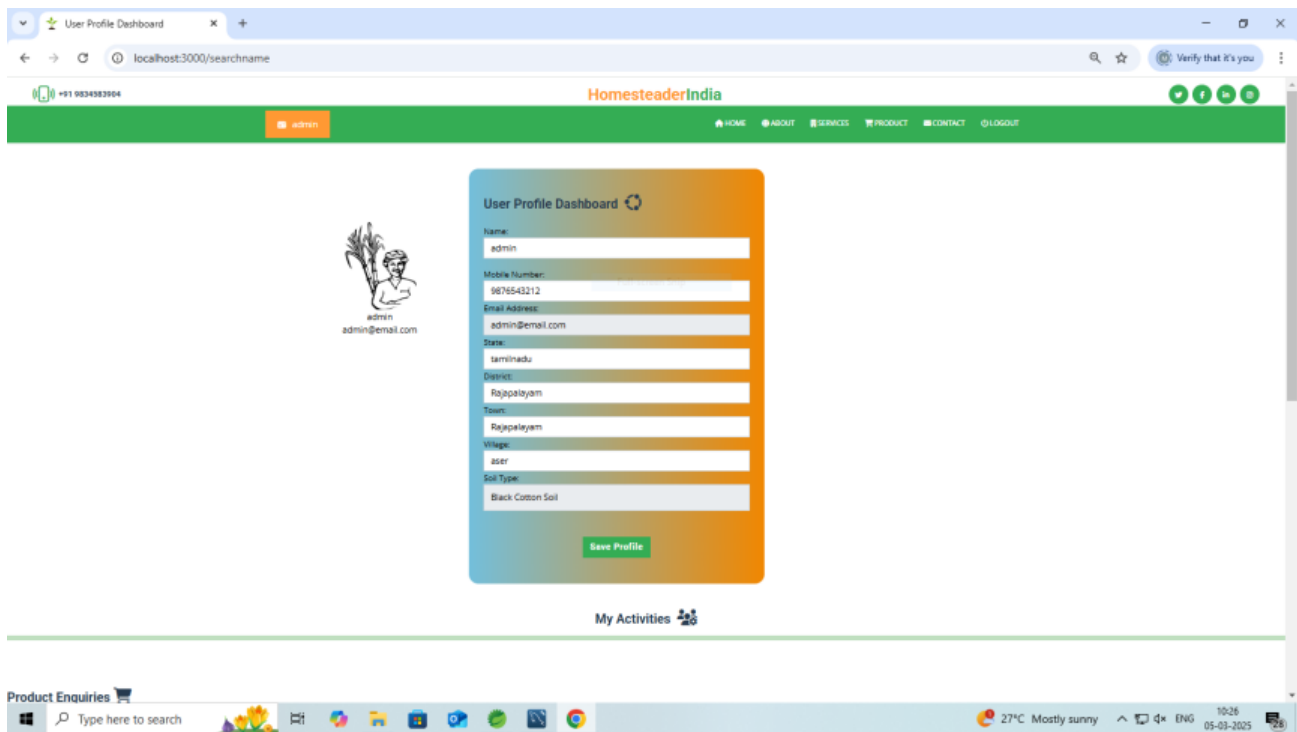 User Profile Dashboard
localhost:3000/searchname
Verify that it's you
+91 9834583904
HomesteaderIndia
admin
HOME ABOUT SERVICES PRODUCT CONTACT LOGOUT
User Profile Dashboard
Name:
admin
Mobile Number:
9876543212
Email Address:
admin@email.com
State:
tamilnadu
District:
Rajapalayam
Town:
Rajapalayam
Village:
aser
Soil Type:
Black Cotton Soil
Save Profile
admin
admin@email.com
My Activities
Product Enquiries
Type here to search
27°C Mostly sunny
ENG
10:26
05-03-2025